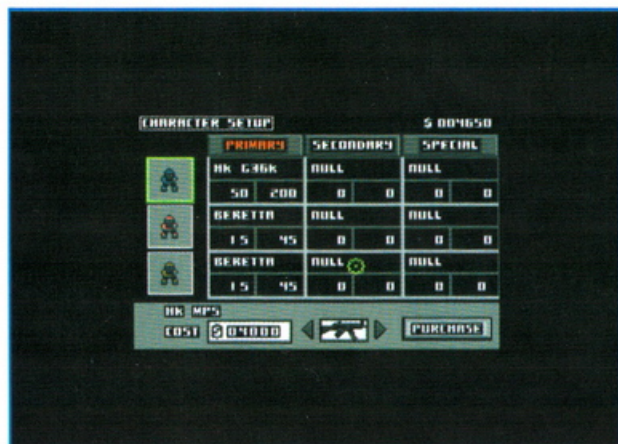 CHARACTER SETUP $ 004650
PRIMARY SECONDARY SPECIAL
HK G36K NULL NULL
50 200 0 0 0 0
BERETTA NULL NULL
15 45 0 0 0 0
BERETTA NULL NULL
15 45 0 0 0 0
HK MP5
COST $ 04000 PURCHASE